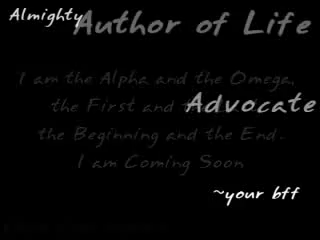 Almighty
Author of Life
I am the Alpha and the Omega,
the First and the
Advocate
the Beginning and the End.
I am Coming Soon
~your bff